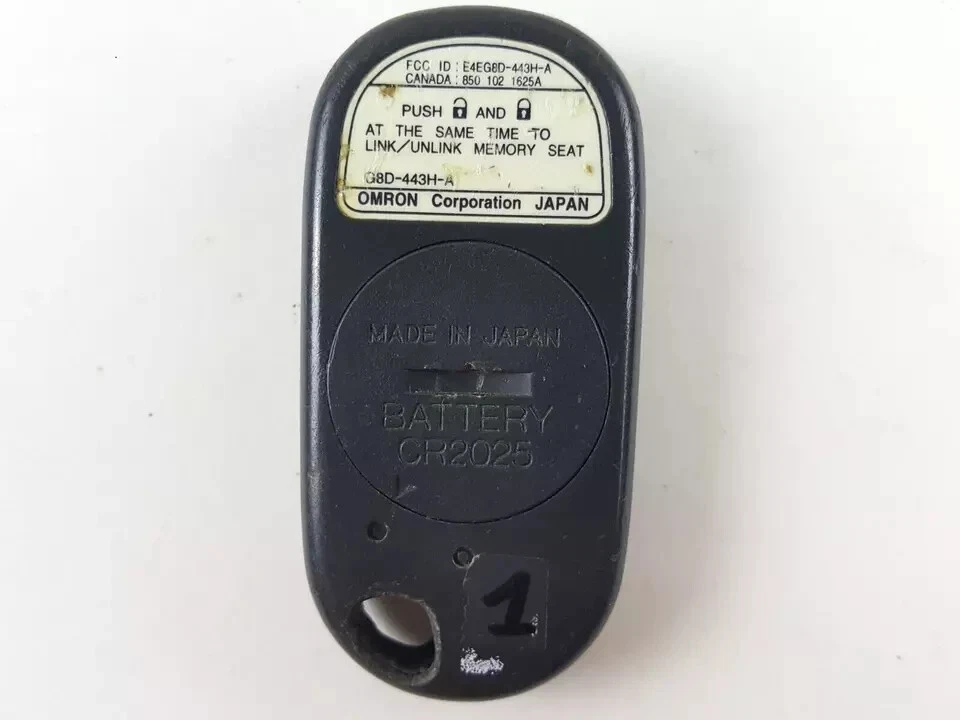 FCC ID : E4EG8D-443H-A
CANADA : 850 102 1625A
PUSH 🔓 AND 🔒
AT THE SAME TIME TO
LINK/UNLINK MEMORY SEAT
G8D-443H-A
OMRON Corporation JAPAN
MADE IN JAPAN
BATTERY
CR2025
1